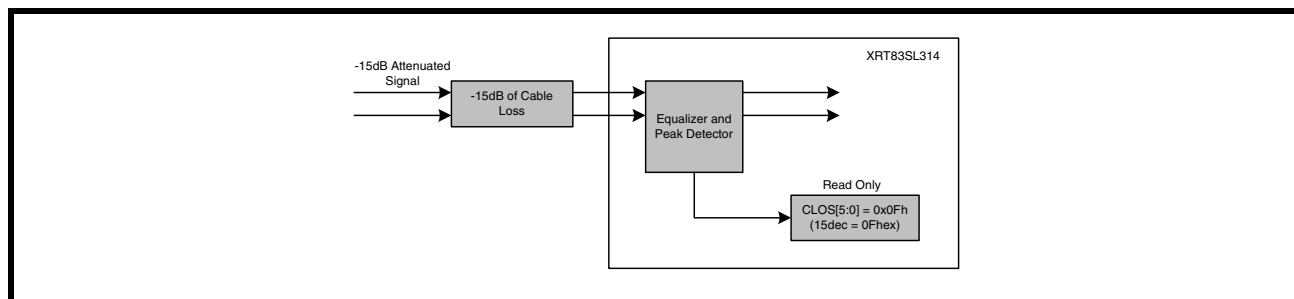 XRT83SL314
-15dB Attenuated
Signal
-15dB of Cable
Loss
Equalizer and
Peak Detector
Read Only
CLOS[5:0] = 0x0Fh
(15dec = 0Fhex)